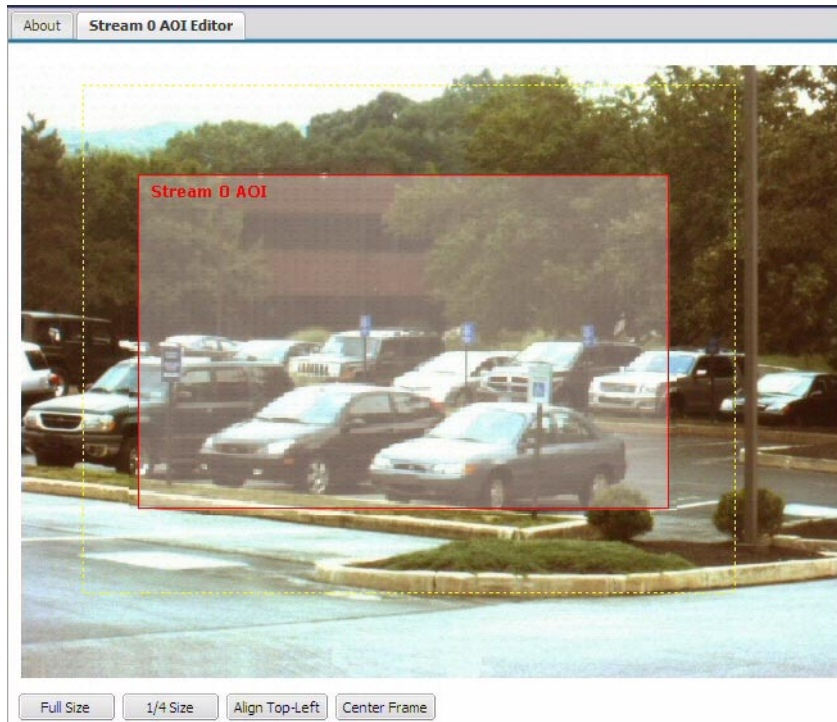 About
Stream 0 AOI Editor
Stream 0 AOI
Full Size
1/4 Size
Align Top-Left
Center Frame